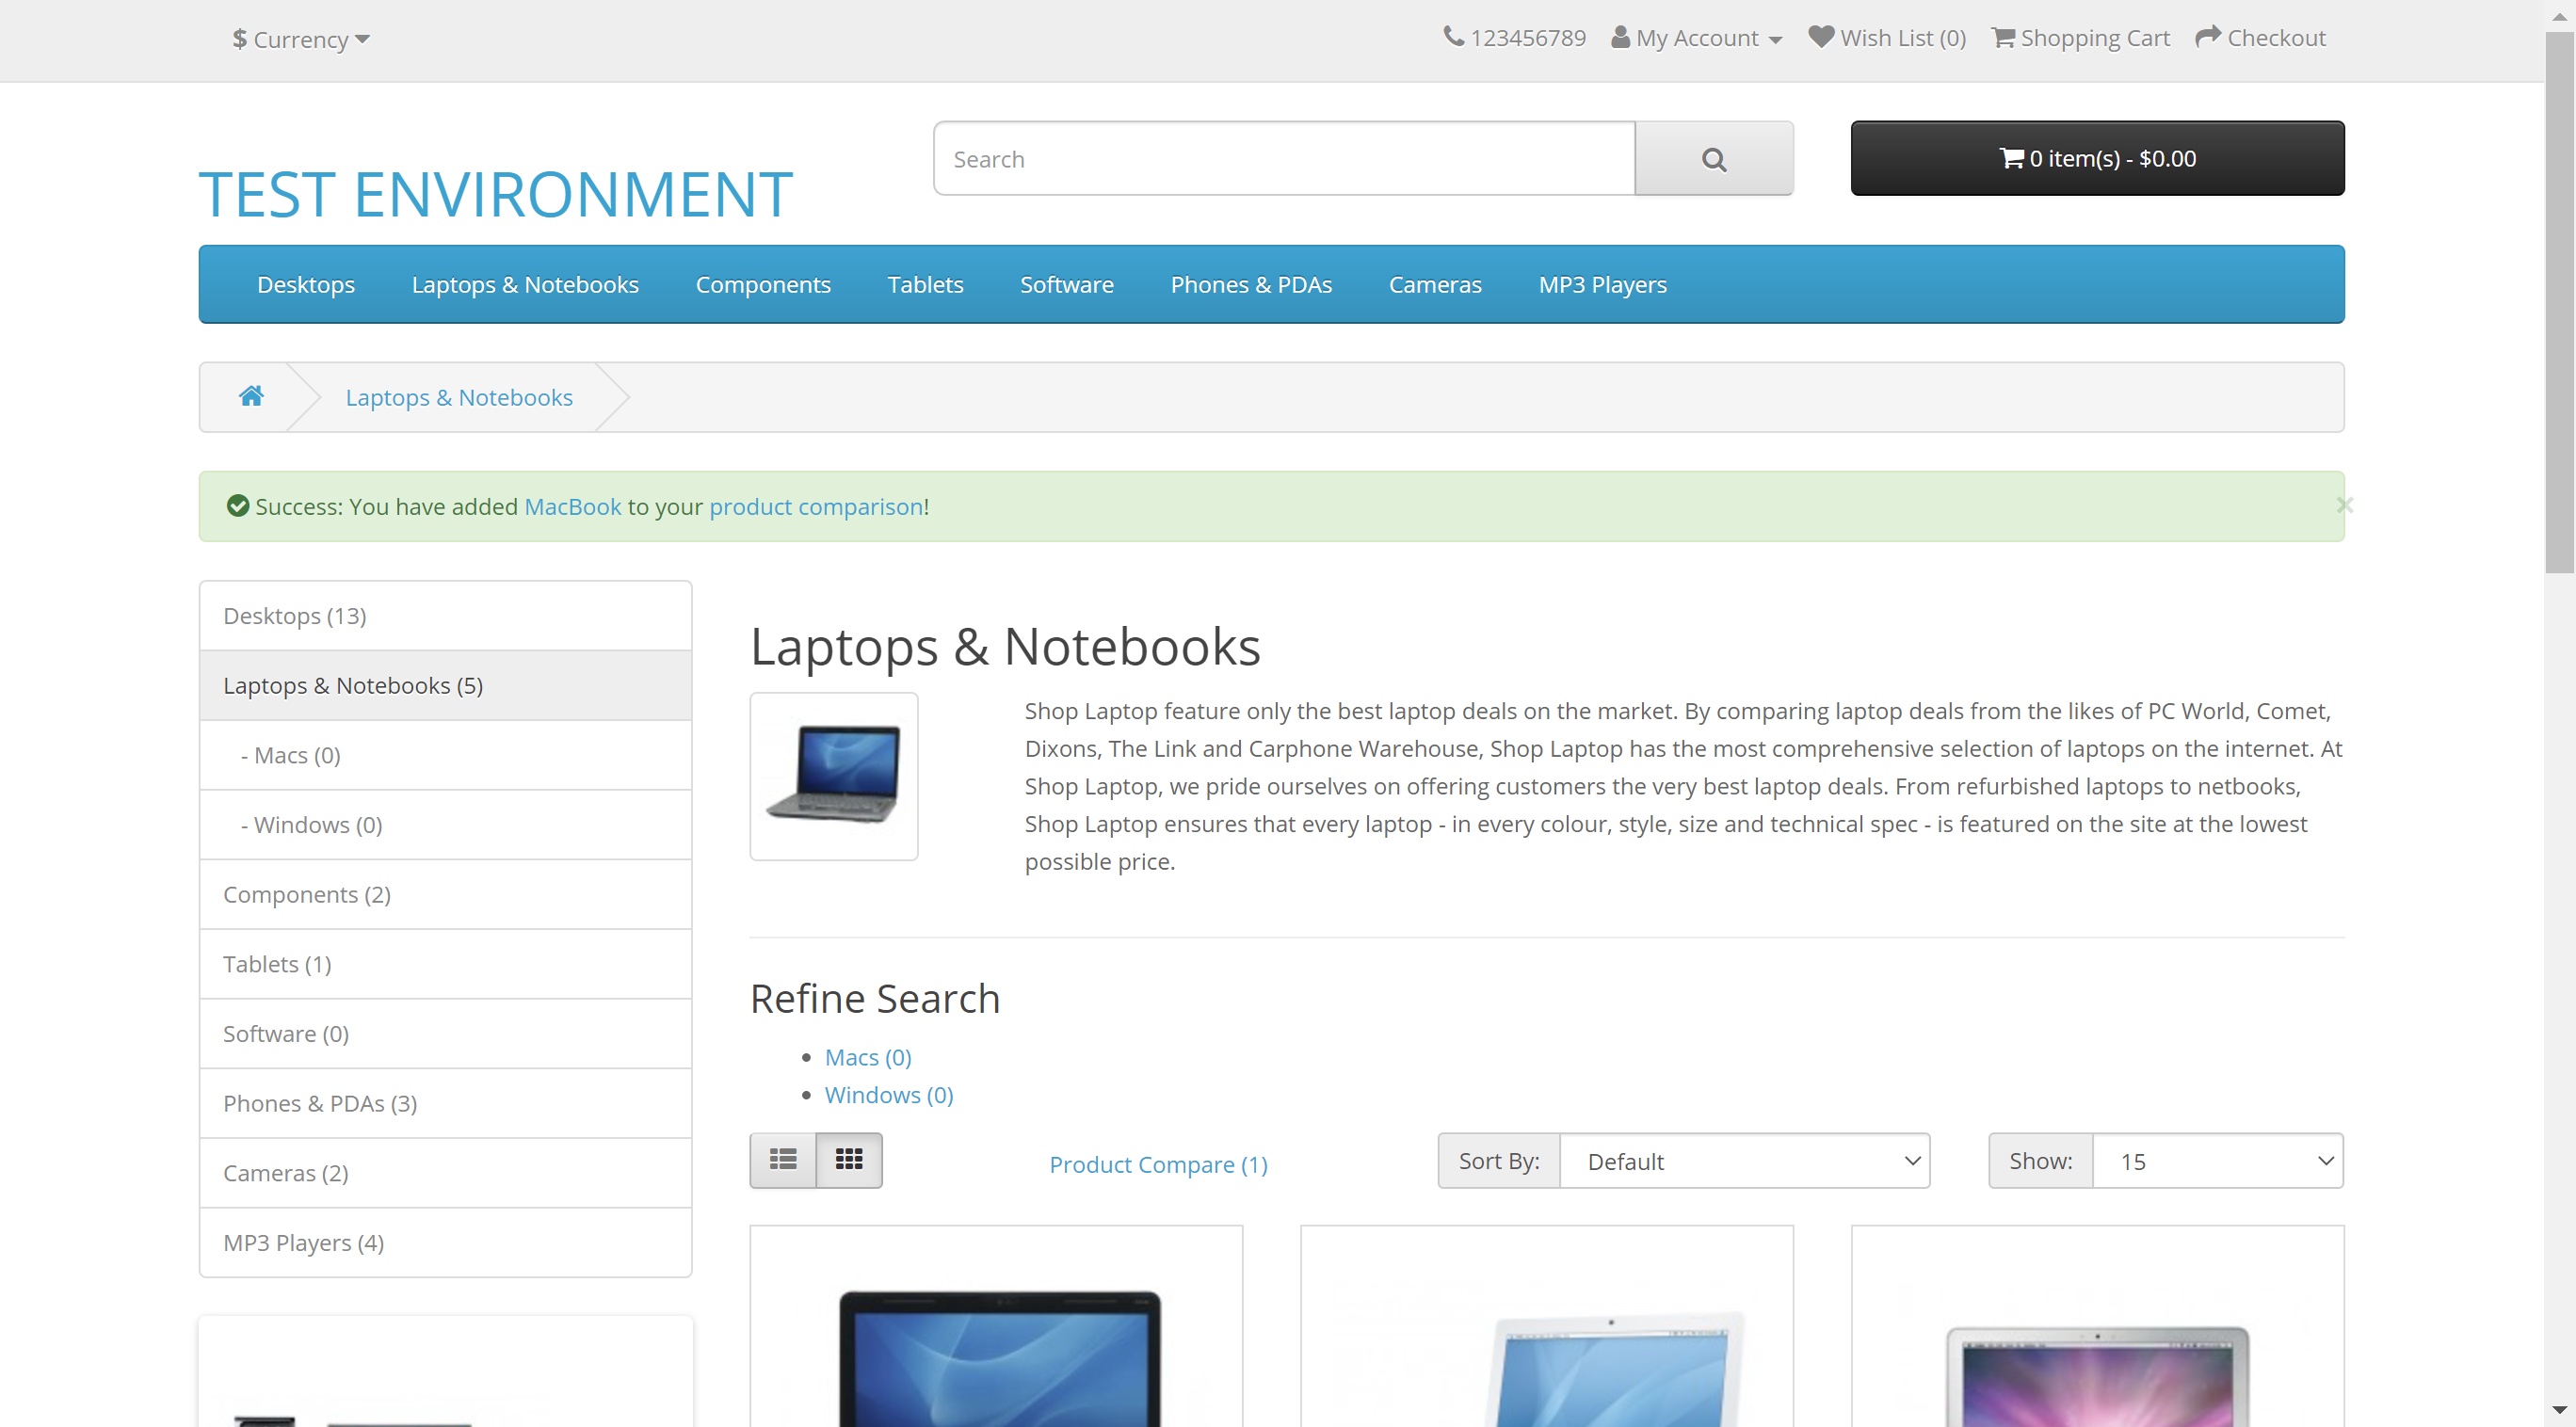 $ Currency
123456789 My Account Wish List (0) Shopping Cart Checkout
TEST ENVIRONMENT
Search
0 item(s) - $0.00
Desktops Laptops & Notebooks Components Tablets Software Phones & PDAs Cameras MP3 Players
Laptops & Notebooks
Success: You have added MacBook to your product comparison!
×
Desktops (13)
Laptops & Notebooks (5)
- Macs (0)
- Windows (0)
Components (2)
Tablets (1)
Software (0)
Phones & PDAs (3)
Cameras (2)
MP3 Players (4)
Laptops & Notebooks
Shop Laptop feature only the best laptop deals on the market. By comparing laptop deals from the likes of PC World, Comet,
Dixons, The Link and Carphone Warehouse, Shop Laptop has the most comprehensive selection of laptops on the internet. At
Shop Laptop, we pride ourselves on offering customers the very best laptop deals. From refurbished laptops to netbooks,
Shop Laptop ensures that every laptop - in every colour, style, size and technical spec - is featured on the site at the lowest
possible price.
Refine Search
Macs (0)
Windows (0)
Product Compare (1)
Sort By: Default
Show: 15